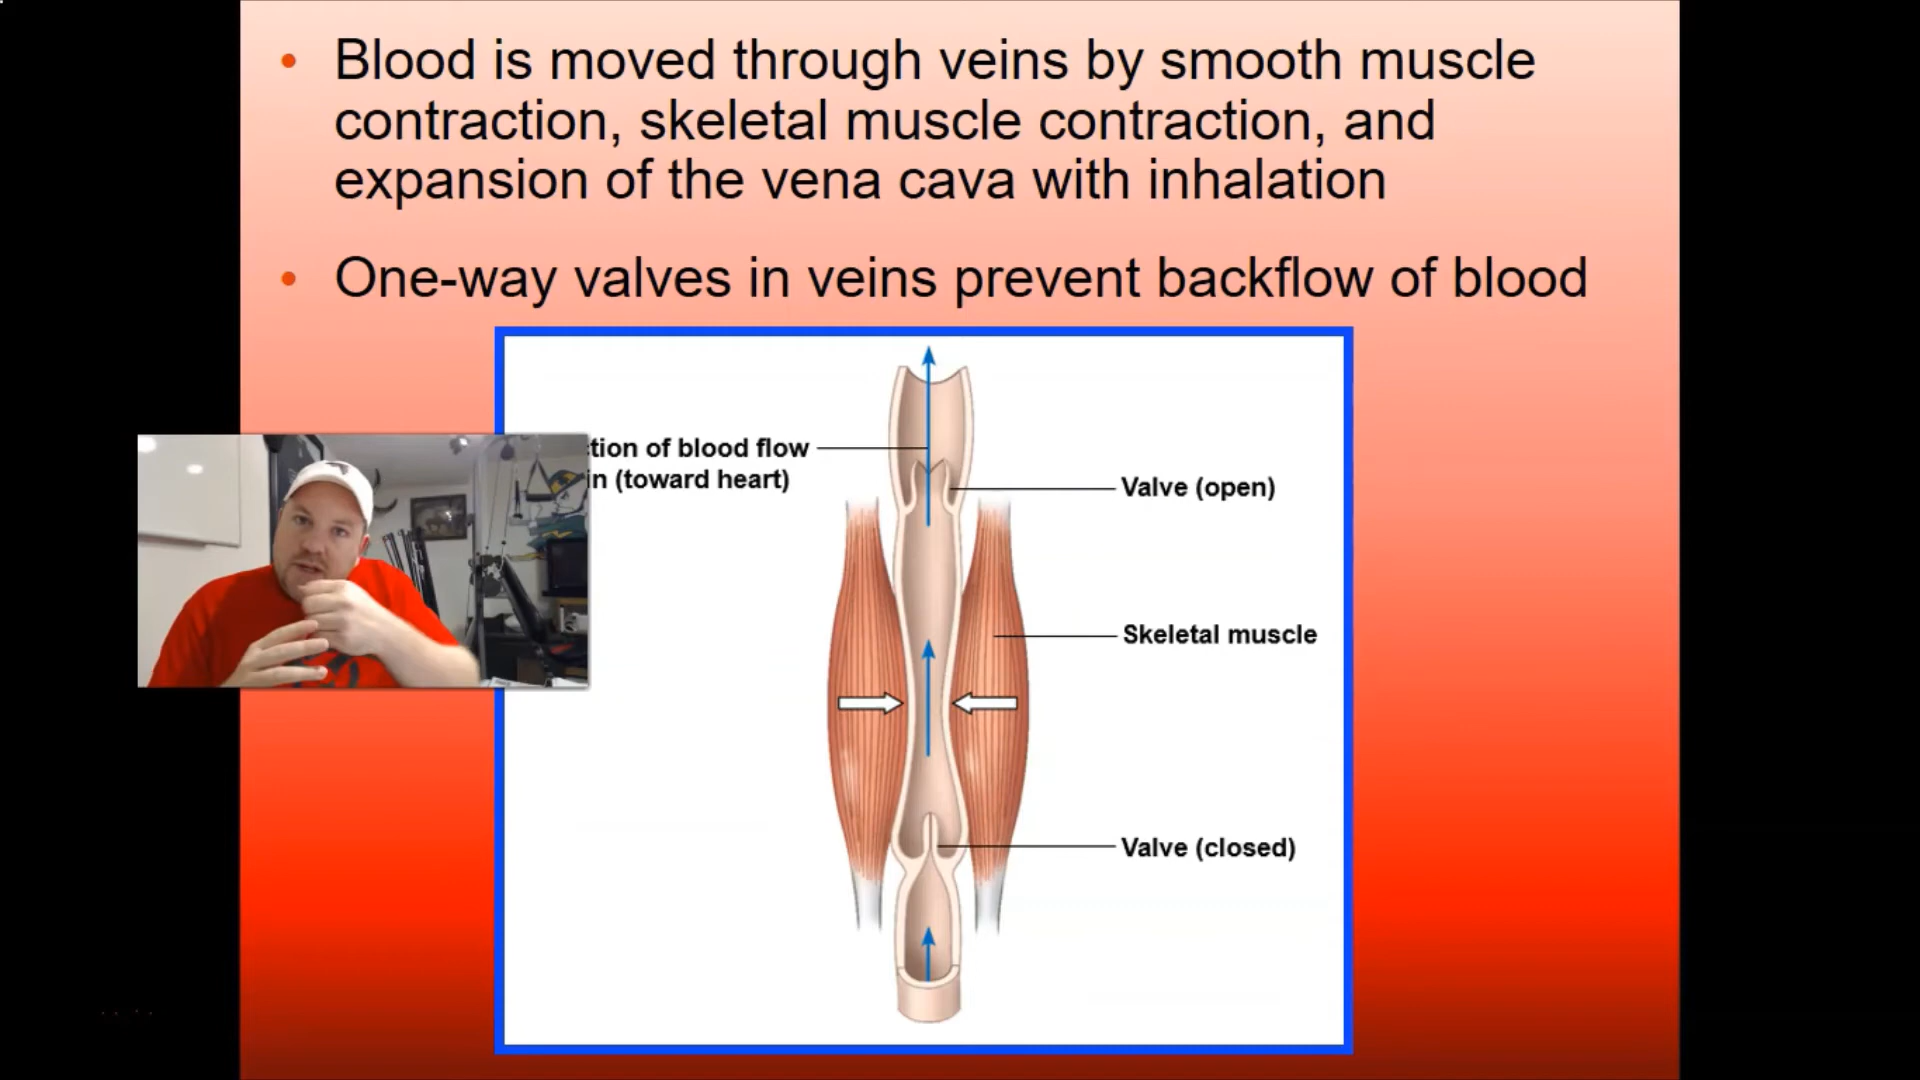 • Blood is moved through veins by smooth muscle
contraction, skeletal muscle contraction, and
expansion of the vena cava with inhalation
• One-way valves in veins prevent backflow of blood
of blood flow
(toward heart)
Valve (open)
Skeletal muscle
Valve (closed)